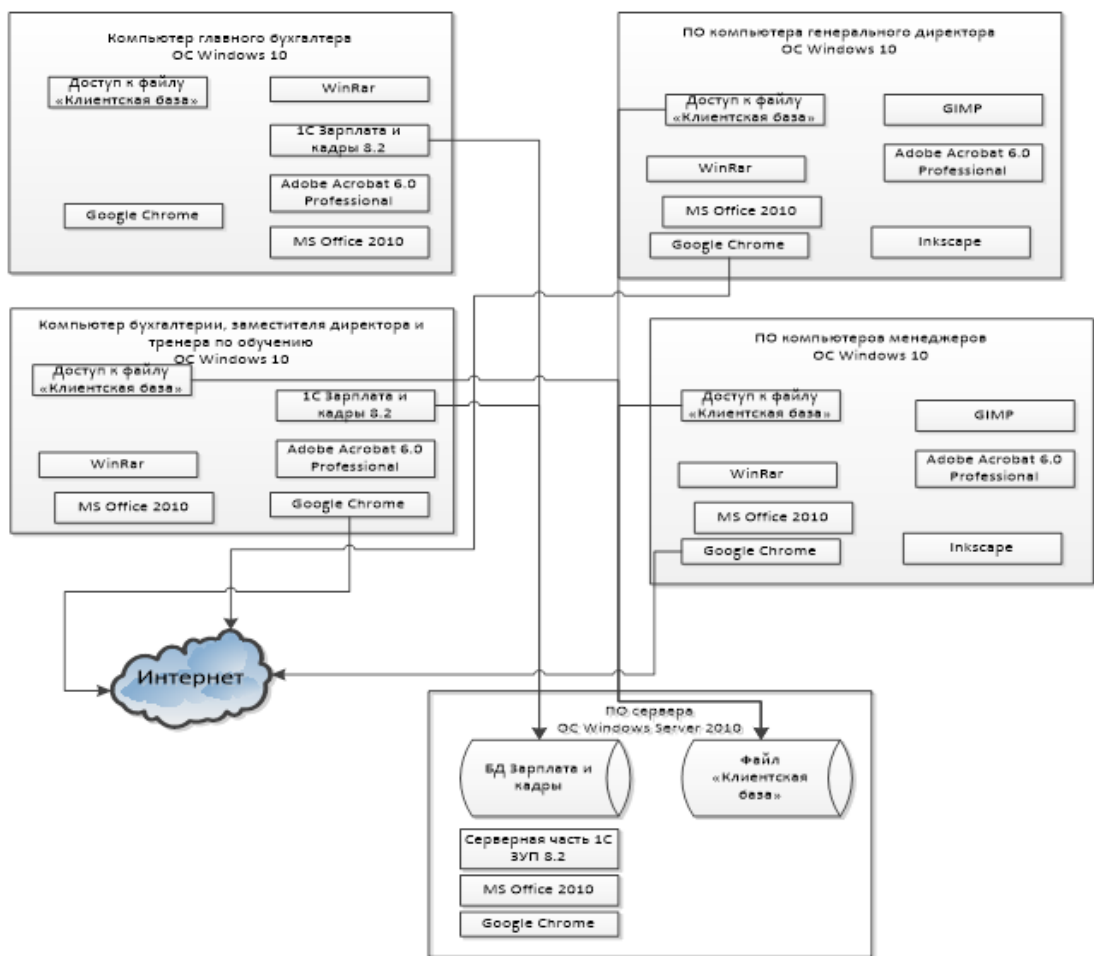 Компьютер главного бухгалтера
ОС Windows 10
Доступ к файлу
«Клиентская база»
WinRar
1С Зарплата и
кадры 8.2
Adobe Acrobat 6.0
Professional
Google Chrome
MS Office 2010
ПО компьютера генерального директора
ОС Windows 10
Доступ к файлу
«Клиентская база»
GIMP
WinRar
Adobe Acrobat 6.0
Professional
MS Office 2010
Google Chrome
Inkscape
Компьютер бухгалтерии, заместителя директора и
тренера по обучению
ОС Windows 10
Доступ к файлу
«Клиентская база»
1С Зарплата и
кадры 8.2
WinRar
Adobe Acrobat 6.0
Professional
MS Office 2010
Google Chrome
ПО компьютеров менеджеров
ОС Windows 10
Доступ к файлу
«Клиентская база»
GIMP
WinRar
Adobe Acrobat 6.0
Professional
MS Office 2010
Google Chrome
Inkscape
Интернет
ПО сервера
ОС Windows Server 2010
БД Зарплата и
кадры
Файл
«Клиентская
база»
Серверная часть 1С
ЗУП 8.2
MS Office 2010
Google Chrome